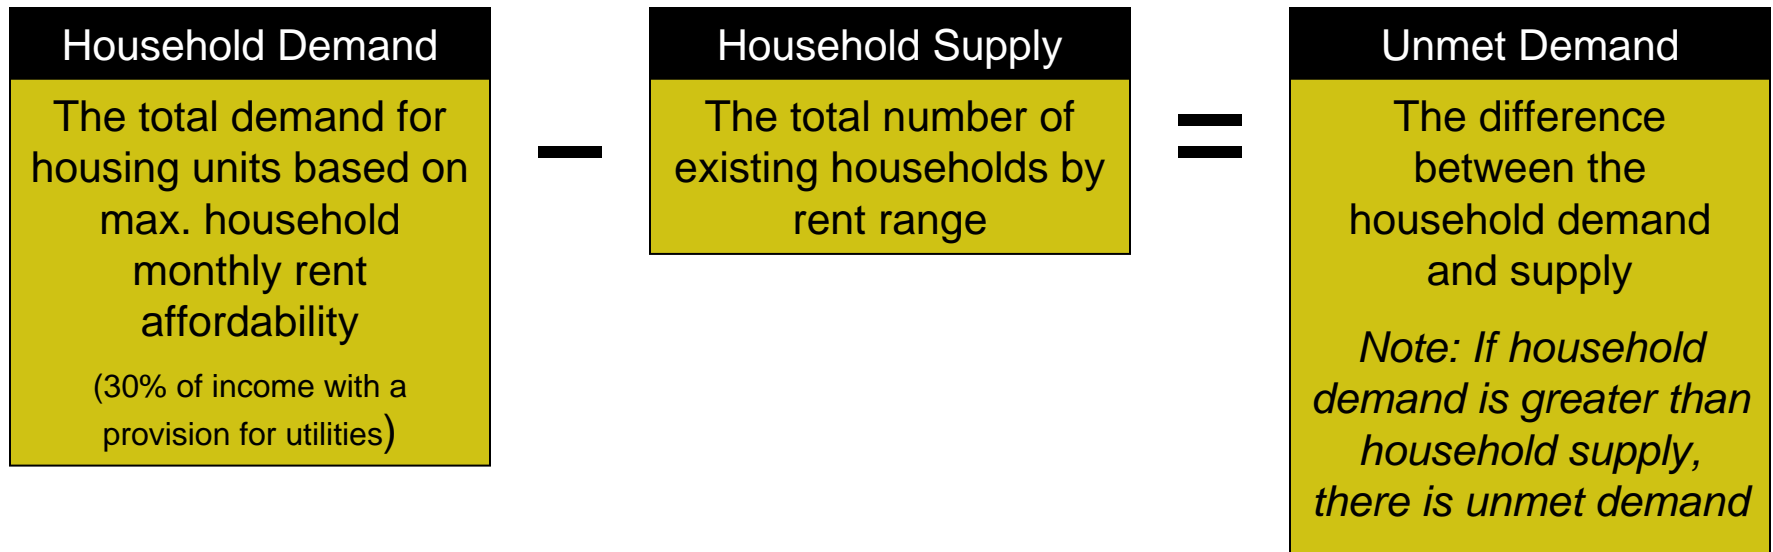 Household Demand
The total demand for
housing units based on
max. household
monthly rent
affordability
(30% of income with a
provision for utilities)
–
Household Supply
The total number of
existing households by
rent range
=
Unmet Demand
The difference
between the
household demand
and supply
Note: If household
demand is greater than
household supply,
there is unmet demand